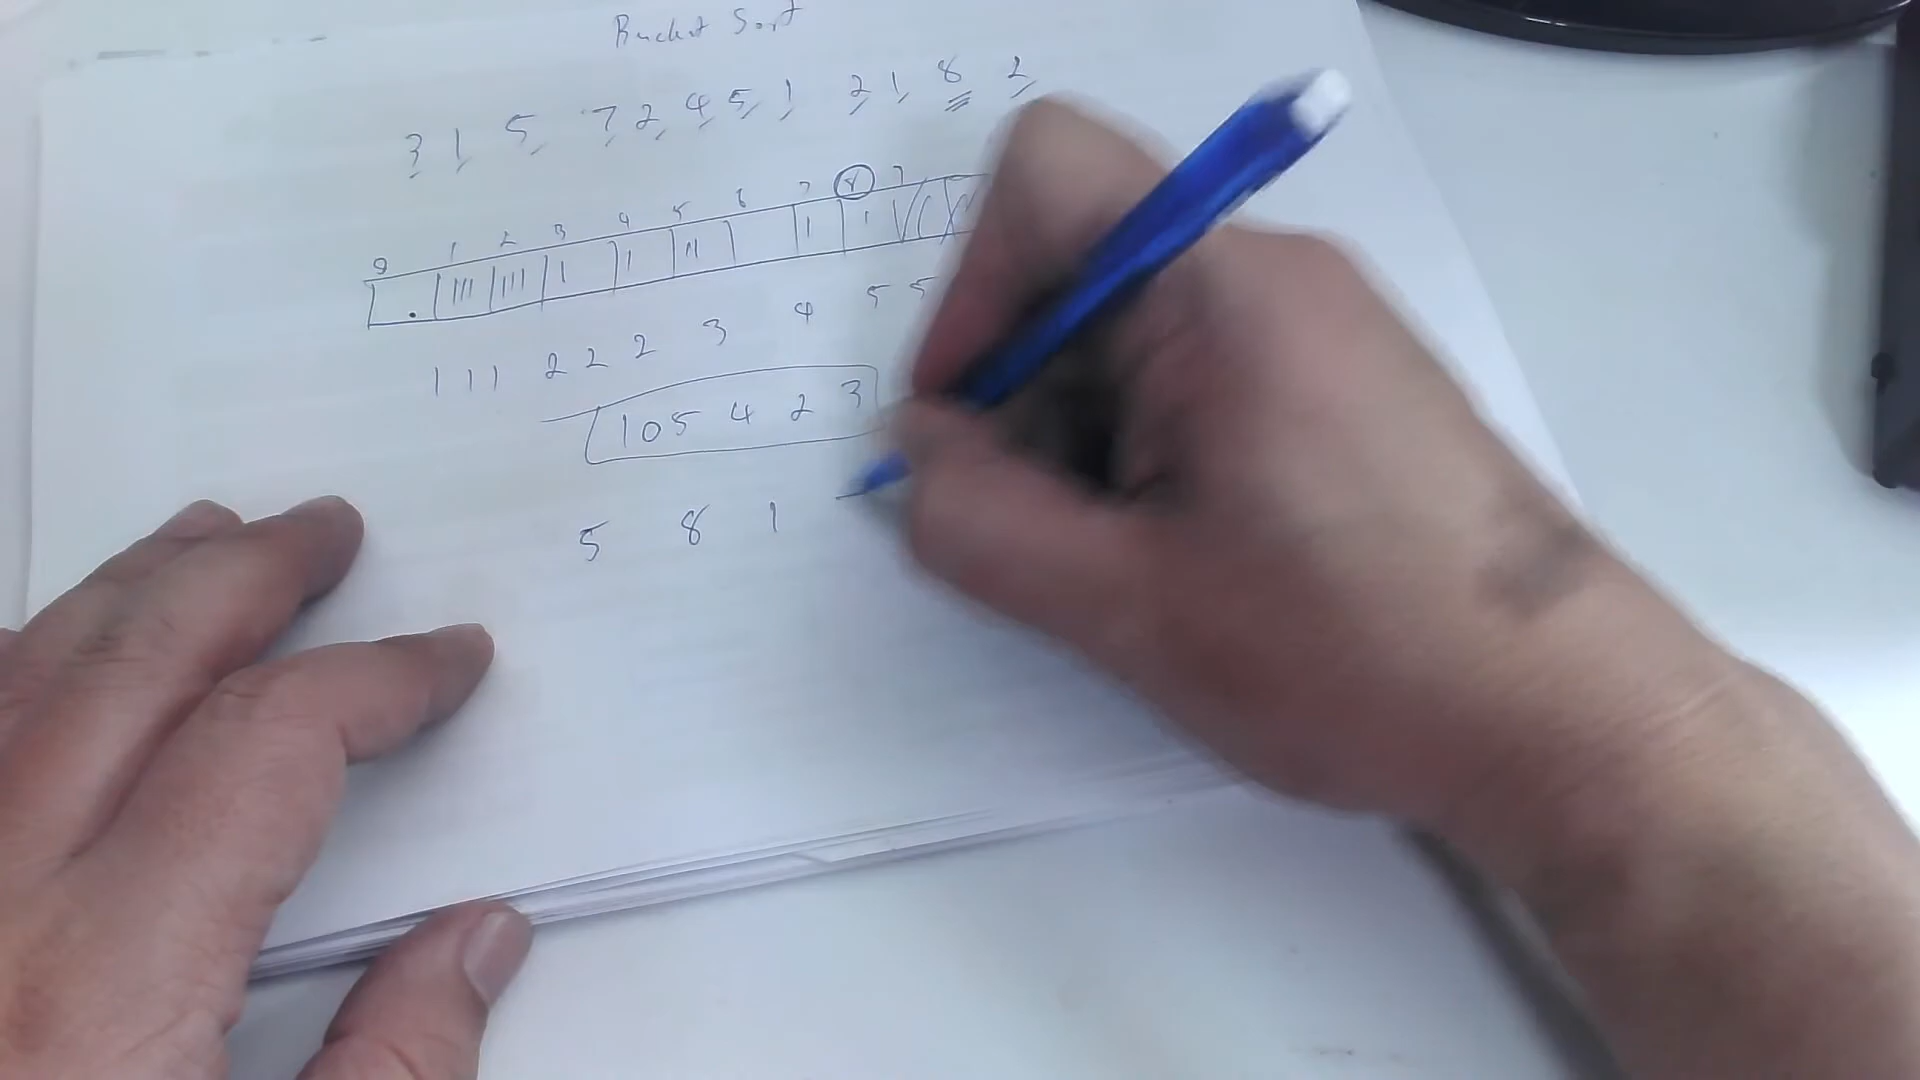 Bucket Sort
3 1 5 7 2 4 5 1 2 1 8 2
0 1 2 3 4 5 6 7 8 9
||| ||| | | || | |
1 1 1 2 2 2 3 4 5 5
105 4 2 3
5 8 1